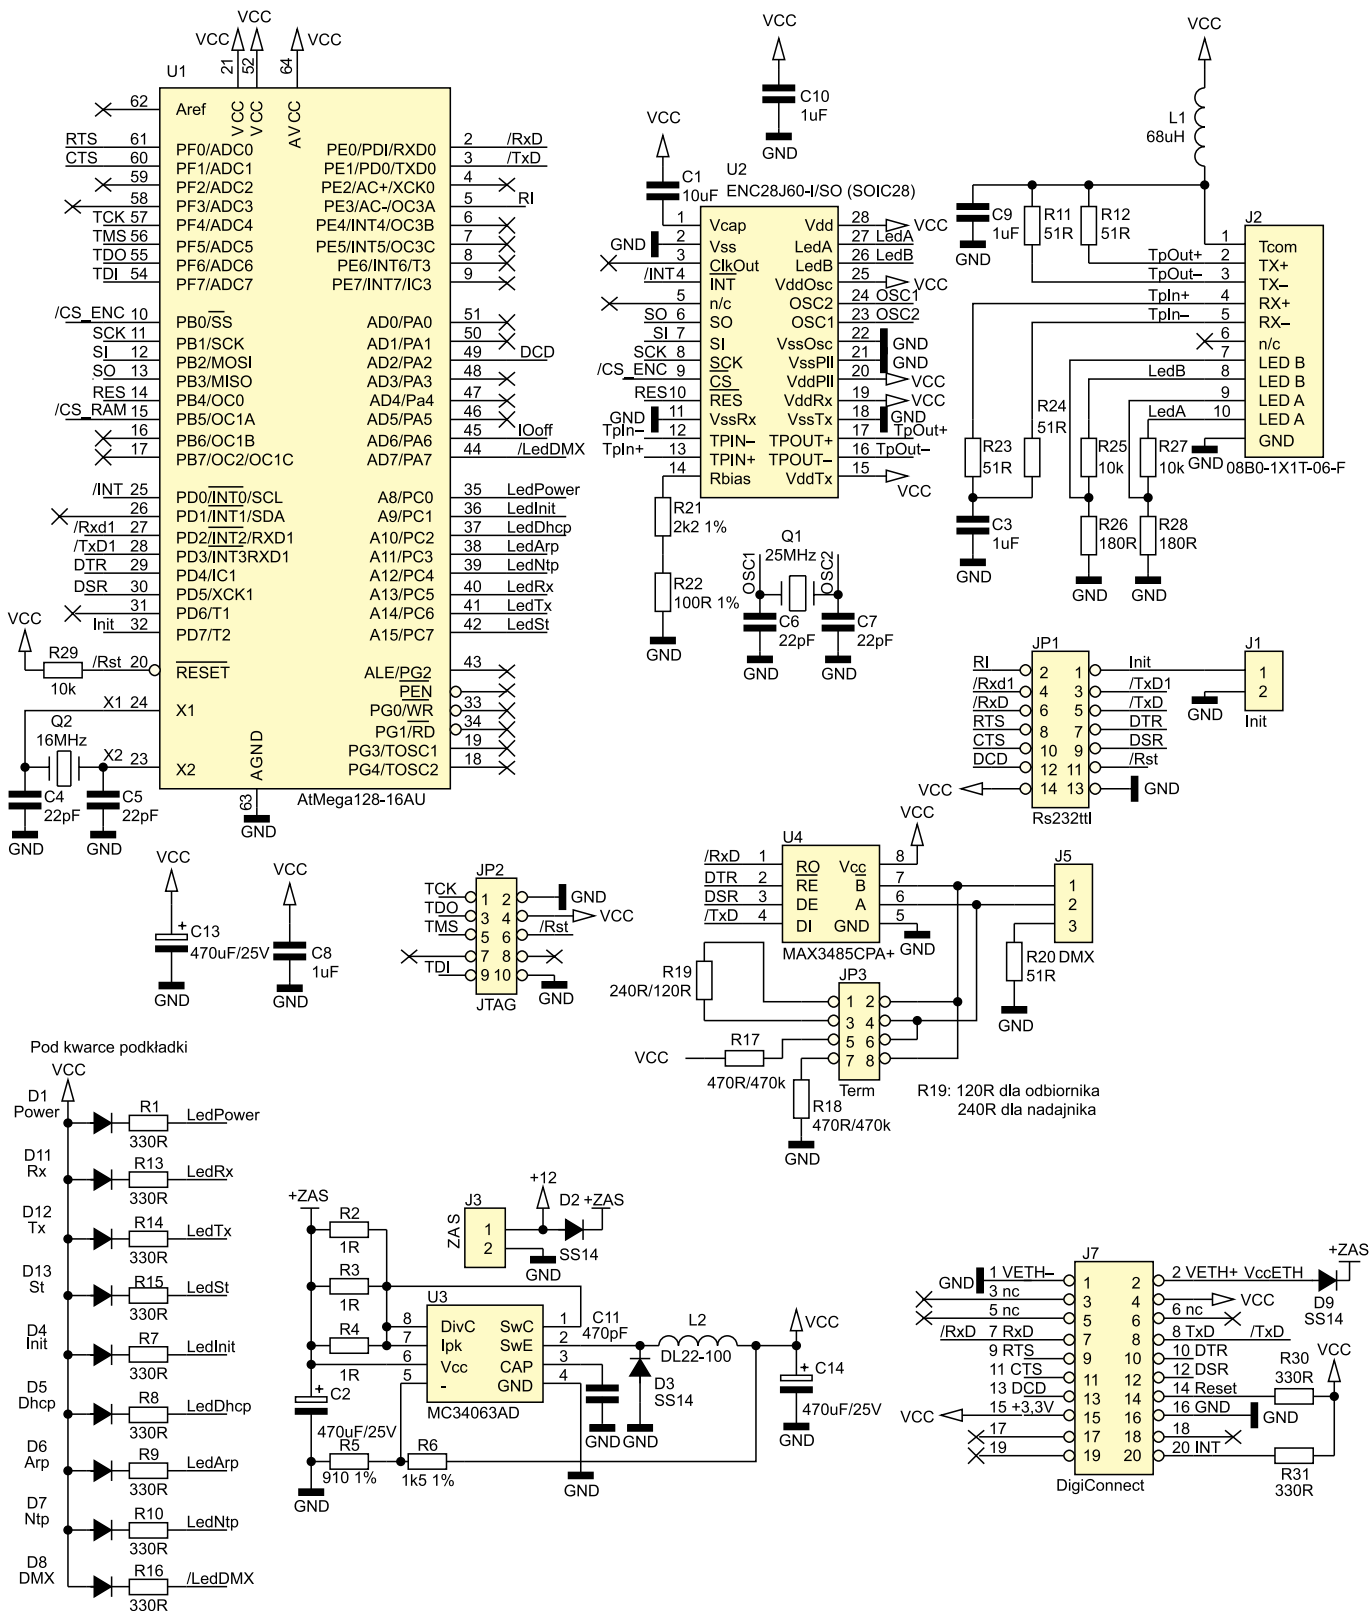 VCC VCC VCC
21 52 64
U1
62 Aref
VCC VCC AVCC
RTS 61 PF0/ADC0
CTS 60 PF1/ADC1
59 PF2/ADC2
58 PF3/ADC3
TCK 57 PF4/ADC4
TMS 56 PF5/ADC5
TDO 55 PF6/ADC6
TDI 54 PF7/ADC7
/CS_ENC 10 PB0/SS
SCK 11 PB1/SCK
SI 12 PB2/MOSI
SO 13 PB3/MISO
RES 14 PB4/OC0
/CS_RAM 15 PB5/OC1A
16 PB6/OC1B
17 PB7/OC2/OC1C
/INT 25 PD0/INT0/SCL
26 PD1/INT1/SDA
/Rxd1 27 PD2/INT2/RXD1
/TxD1 28 PD3/INT3RXD1
DTR 29 PD4/IC1
DSR 30 PD5/XCK1
31 PD6/T1
Init 32 PD7/T2
VCC
R29 10k /Rst 20 RESET
X1 24 X1
Q2
16MHz
X2 23 X2
C4 22pF
C5 22pF
GND GND
AGND
63
GND
PE0/PDI/RXD0 2 /RxD
PE1/PD0/TXD0 3 /TxD
PE2/AC+/XCK0 4
PE3/AC-/OC3A 5 RI
PE4/INT4/OC3B 6
PE5/INT5/OC3C 7
PE6/INT6/T3 8
PE7/INT7/IC3 9
AD0/PA0 51
AD1/PA1 50
AD2/PA2 49 DCD
AD3/PA3 48
AD4/Pa4 47
AD5/PA5 46
AD6/PA6 45 IOoff
AD7/PA7 44 /LedDMX
A8/PC0 35 LedPower
A9/PC1 36 LedInit
A10/PC2 37 LedDhcp
A11/PC3 38 LedArp
A12/PC4 39 LedNtp
A13/PC5 40 LedRx
A14/PC6 41 LedTx
A15/PC7 42 LedSt
ALE/PG2 43
PEN
PG0/WR 33
PG1/RD 34
PG3/TOSC1 19
PG4/TOSC2 18
AtMega128-16AU
VCC
C10
1uF
GND
VCC
C1
10uF
U2
ENC28J60-I/SO (SOIC28)
1 Vcap
GND 2 Vss
3 ClkOut
/INT 4 INT
5 n/c
SO 6 SO
SI 7 SI
SCK 8 SCK
/CS_ENC 9 CS
RES 10 RES
GND 11 VssRx
TpIn– 12 TPIN–
TpIn+ 13 TPIN+
14 Rbias
Vdd 28 VCC
LedA 27 LedA
LedB 26 LedB
VddOsc 25 VCC
OSC2 24 OSC1
OSC1 23 OSC2
VssOsc 22 GND
VssPll 21 GND
VddPll 20 VCC
VddRx 19 VCC
VssTx 18 GND
TPOUT+ 17 TpOut+
TPOUT– 16 TpOut–
VddTx 15 VCC
R21
2k2 1%
R22
100R 1%
GND
Q1
25MHz
OSC1 OSC2
C6 22pF
C7 22pF
GND GND
VCC
L1
68uH
C9
1uF
GND
R11
51R
R12
51R
J2
1 Tcom
TpOut+ 2 TX+
TpOut– 3 TX–
TpIn+ 4 RX+
TpIn– 5 RX–
6 n/c
7 LED B
LedB 8 LED B
9 LED A
LedA 10 LED A
GND GND
08B0-1X1T-06-F
R23
51R
R24
51R
R25
10k
R27
10k
C3
1uF
R26
180R
R28
180R
GND GND GND
JP1
RI 2 1 Init
/Rxd1 4 3 /TxD1
/RxD 6 5 /TxD
RTS 8 7 DTR
CTS 10 9 DSR
DCD 12 11 /Rst
VCC 14 13 GND
Rs232ttl
J1
1
2
GND
Init
VCC
C13
470uF/25V
GND
VCC
C8
1uF
GND
JP2
TCK 1 2 GND
TDO 3 4 VCC
TMS 5 6 /Rst
7 8
TDI 9 10 GND
JTAG
U4
VCC
/RxD 1 RO Vcc 8
DTR 2 RE B 7
DSR 3 DE A 6
/TxD 4 DI GND 5 GND
MAX3485CPA+
J5
1
2
3
DMX
R20
51R
GND
R19
240R/120R
JP3
1 2
3 4
5 6
7 8
Term
VCC R17
470R/470k
R18
470R/470k
GND
R19: 120R dla odbiornika
240R dla nadajnika
Pod kwarce podkładki
VCC
D1 Power R1 330R LedPower
D11 Rx R13 330R LedRx
D12 Tx R14 330R LedTx
D13 St R15 330R LedSt
D4 Init R7 330R LedInit
D5 Dhcp R8 330R LedDhcp
D6 Arp R9 330R LedArp
D7 Ntp R10 330R LedNtp
D8 DMX R16 330R /LedDMX
+ZAS
R2
1R
R3
1R
R4
1R
J3
ZAS
1
2
+12
D2 +ZAS
SS14
GND
U3
8 DivC SwC 1
7 Ipk SwE 2
6 Vcc CAP 3
5 - GND 4
MC34063AD
C2
470uF/25V
R5
910 1%
R6
1k5 1%
GND
C11
470pF
GND
GND
D3
SS14
GND
L2
DL22-100
VCC
C14
470uF/25V
GND
J7
GND 1 VETH– 1 2 2 VETH+ VccETH
+ZAS
D9
SS14
3 nc 3 4 VCC
5 nc 5 6 6 nc
/RxD 7 RxD 7 8 8 TxD /TxD
9 RTS 9 10 10 DTR
11 CTS 11 12 12 DSR
13 DCD 13 14 14 Reset
VCC 15 +3,3V 15 16 16 GND GND
17 17 18 18
19 19 20 20 INT
R30
330R
VCC
R31
330R
DigiConnect